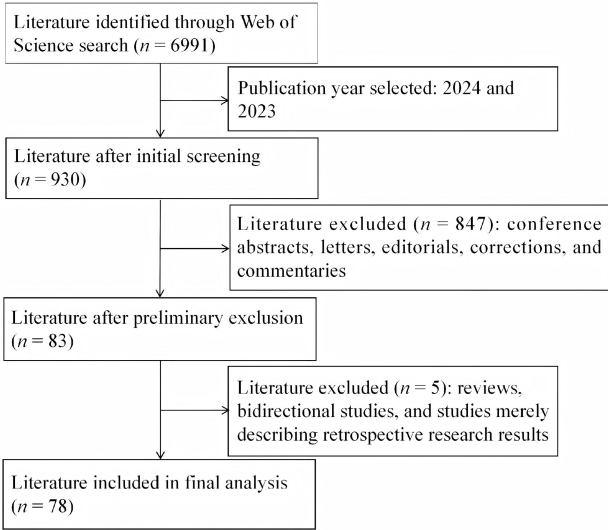 Literature identified through Web of
Science search (n = 6991)
Publication year selected: 2024 and
2023
Literature after initial screening
(n = 930)
Literature excluded (n = 847): conference
abstracts, letters, editorials, corrections, and
commentaries
Literature after preliminary exclusion
(n = 83)
Literature excluded (n = 5): reviews,
bidirectional studies, and studies merely
describing retrospective research results
Literature included in final analysis
(n = 78)